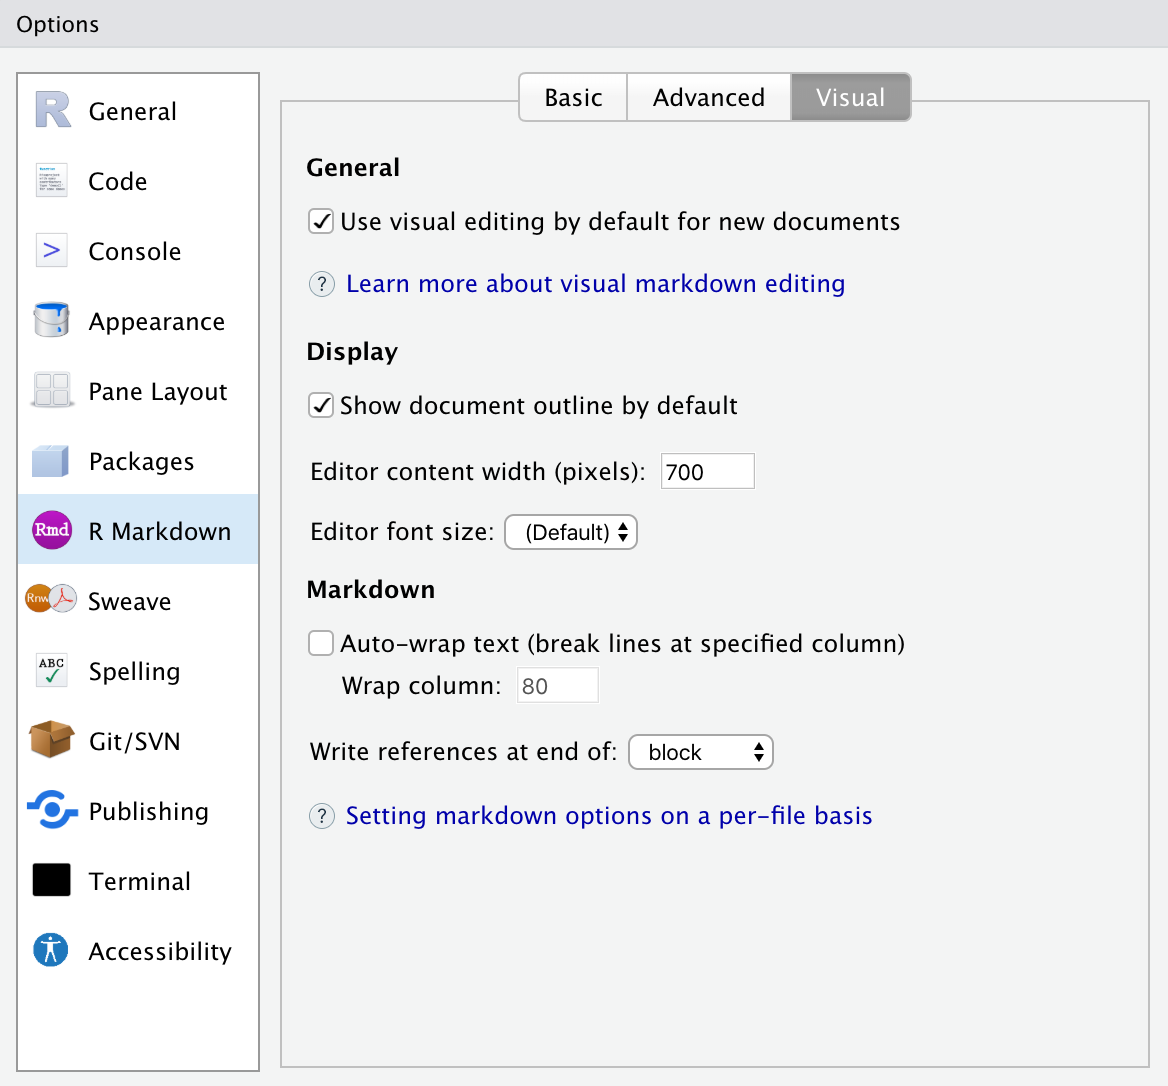 Options
General
Code
Console
Appearance
Pane Layout
Packages
Rmd R Markdown
Rnw Sweave
ABC Spelling
Git/SVN
Publishing
Terminal
Accessibility
Basic Advanced Visual
General
Use visual editing by default for new documents
? Learn more about visual markdown editing
Display
Show document outline by default
Editor content width (pixels): 700
Editor font size: (Default)
Markdown
Auto-wrap text (break lines at specified column)
Wrap column: 80
Write references at end of: block
? Setting markdown options on a per-file basis